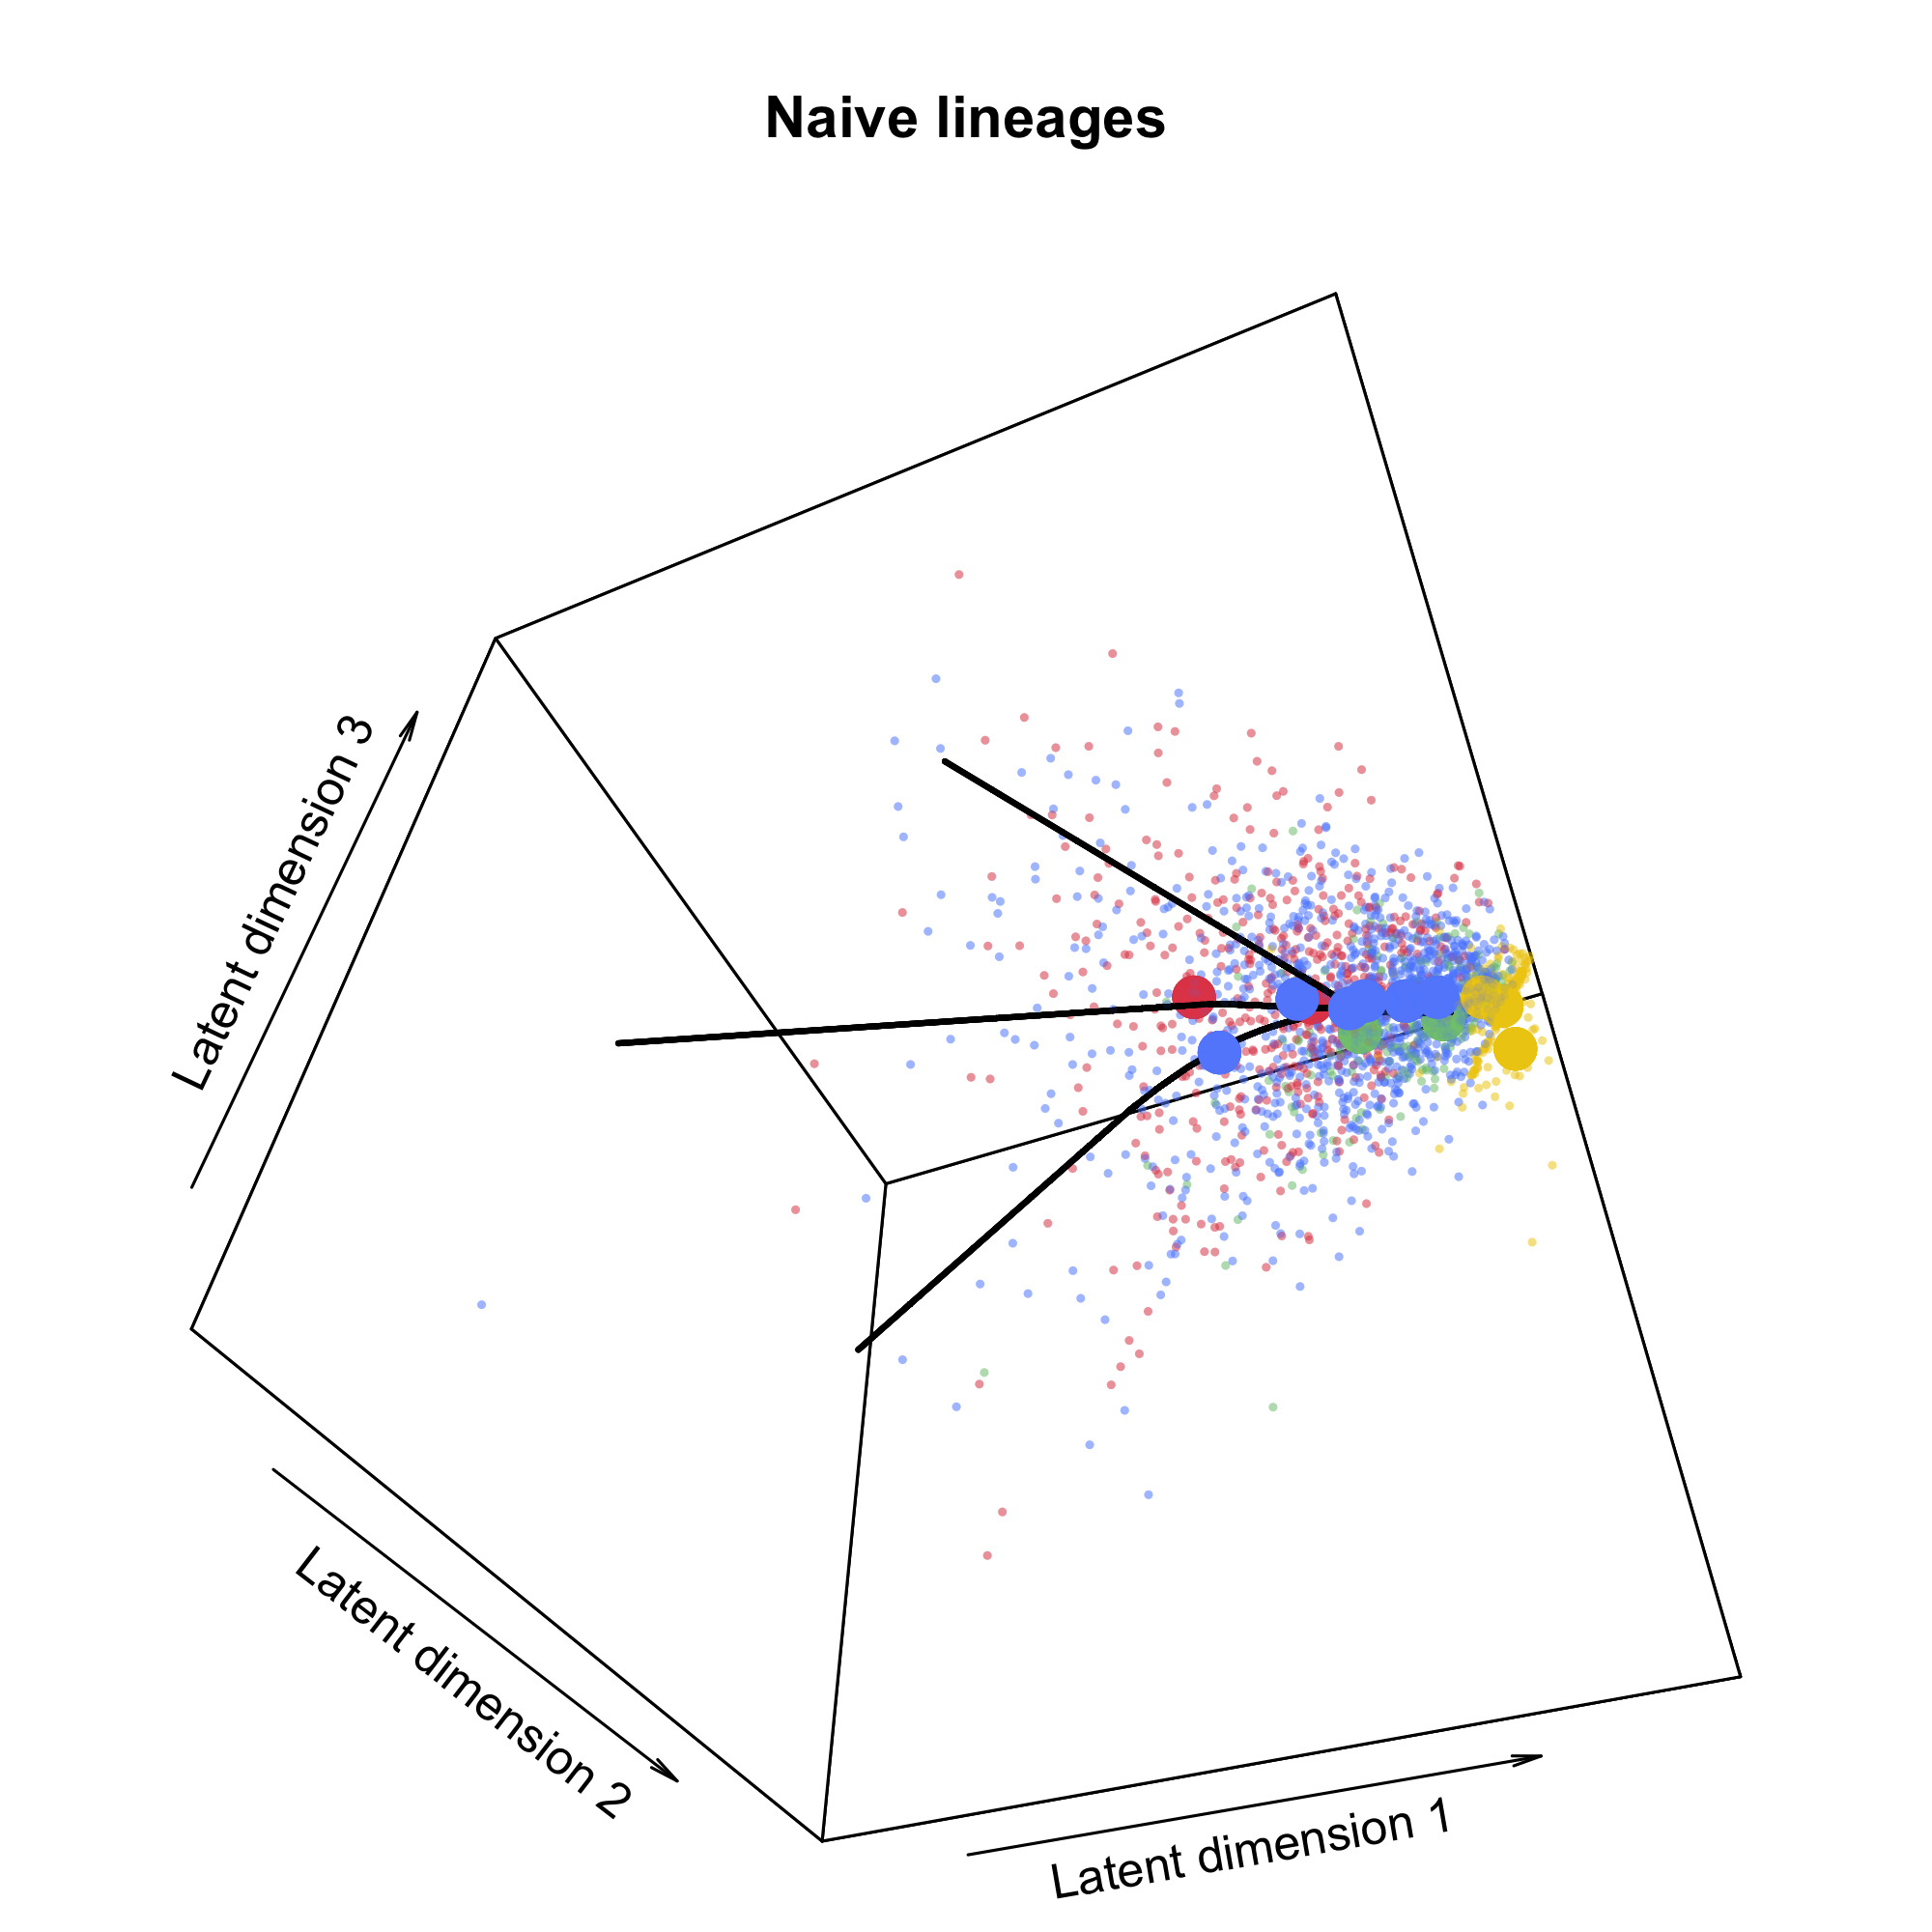 Naive lineages
Latent dimension 3
Latent dimension 2
Latent dimension 1